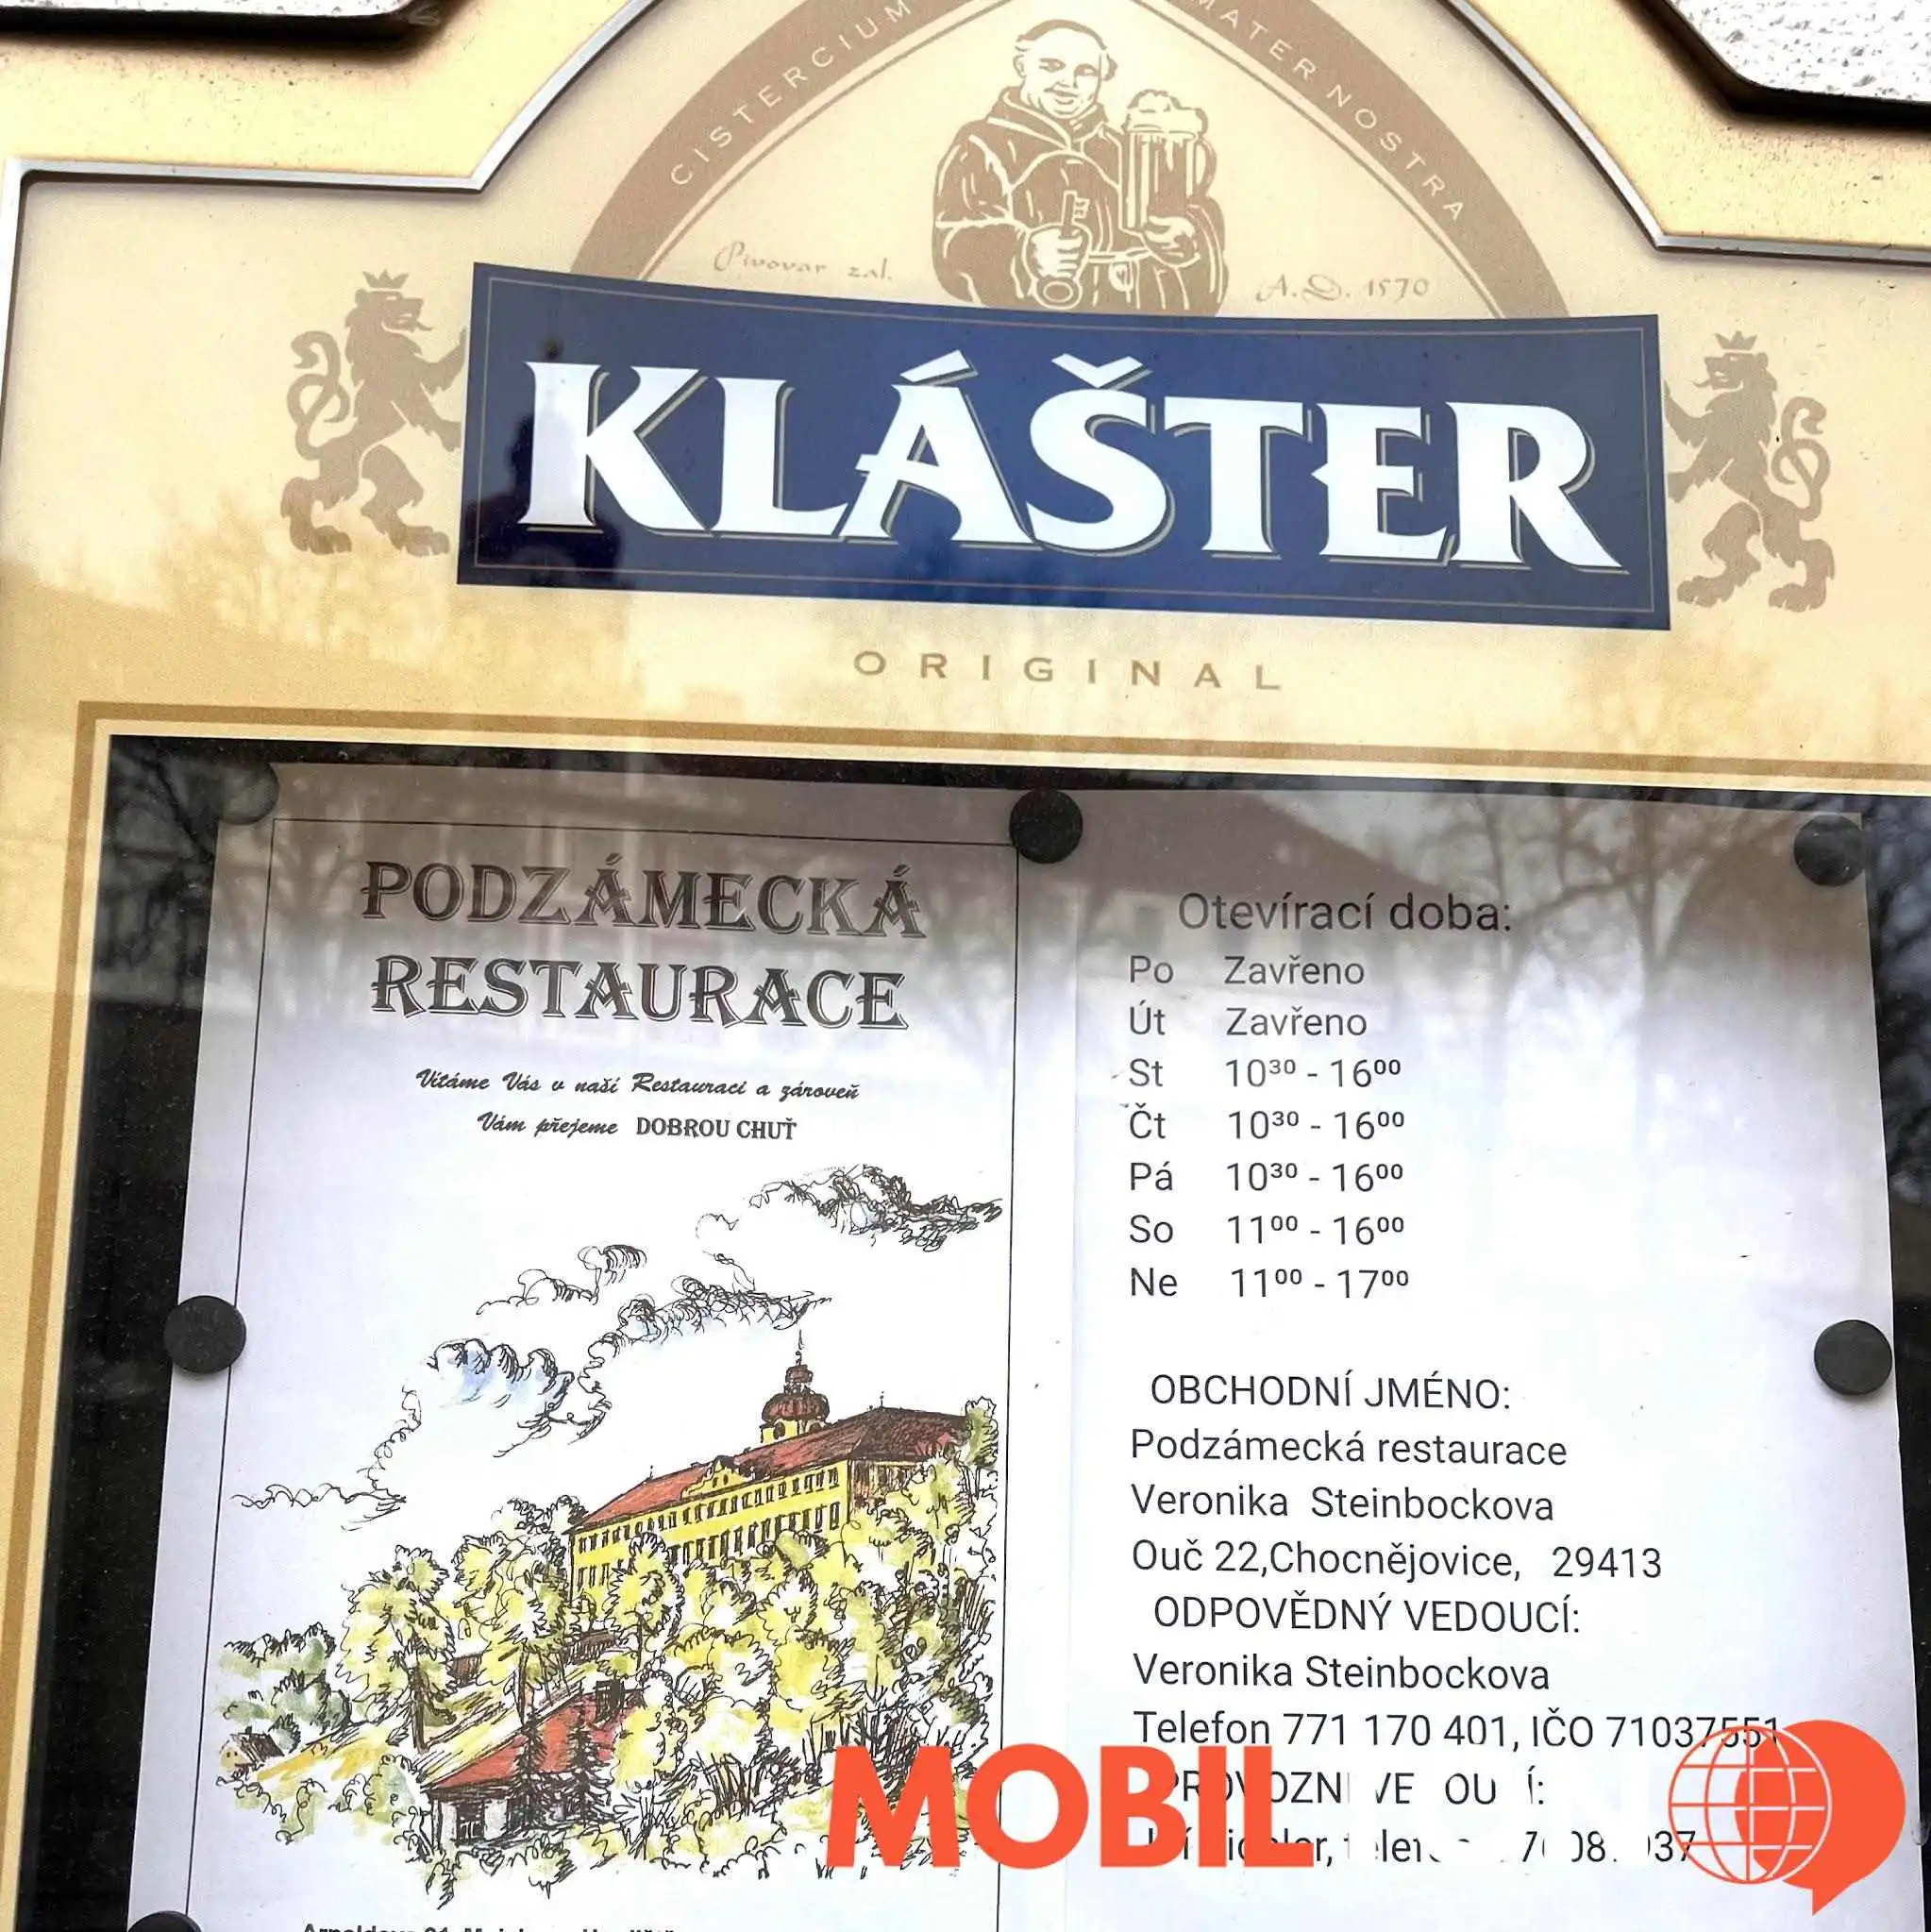 CISTERCIUM MATER NOSTRA
Pivovar zal. A.D. 1570
KLÁŠTER
ORIGINAL
PODZÁMECKÁ
RESTAURACE
Vítáme Vás v naší Restauraci a zároveň
Vám přejeme DOBROU CHUŤ
Otevírací doba:
Po Zavřeno
Út Zavřeno
St 10³⁰ - 16⁰⁰
Čt 10³⁰ - 16⁰⁰
Pá 10³⁰ - 16⁰⁰
So 11⁰⁰ - 16⁰⁰
Ne 11⁰⁰ - 17⁰⁰
OBCHODNÍ JMÉNO:
Podzámecká restaurace
Veronika Steinbockova
Ouč 22,Chocnějovice, 29413
ODPOVĚDNÝ VEDOUCÍ:
Veronika Steinbockova
Telefon 771 170 401, IČO 71037551
MOBIL